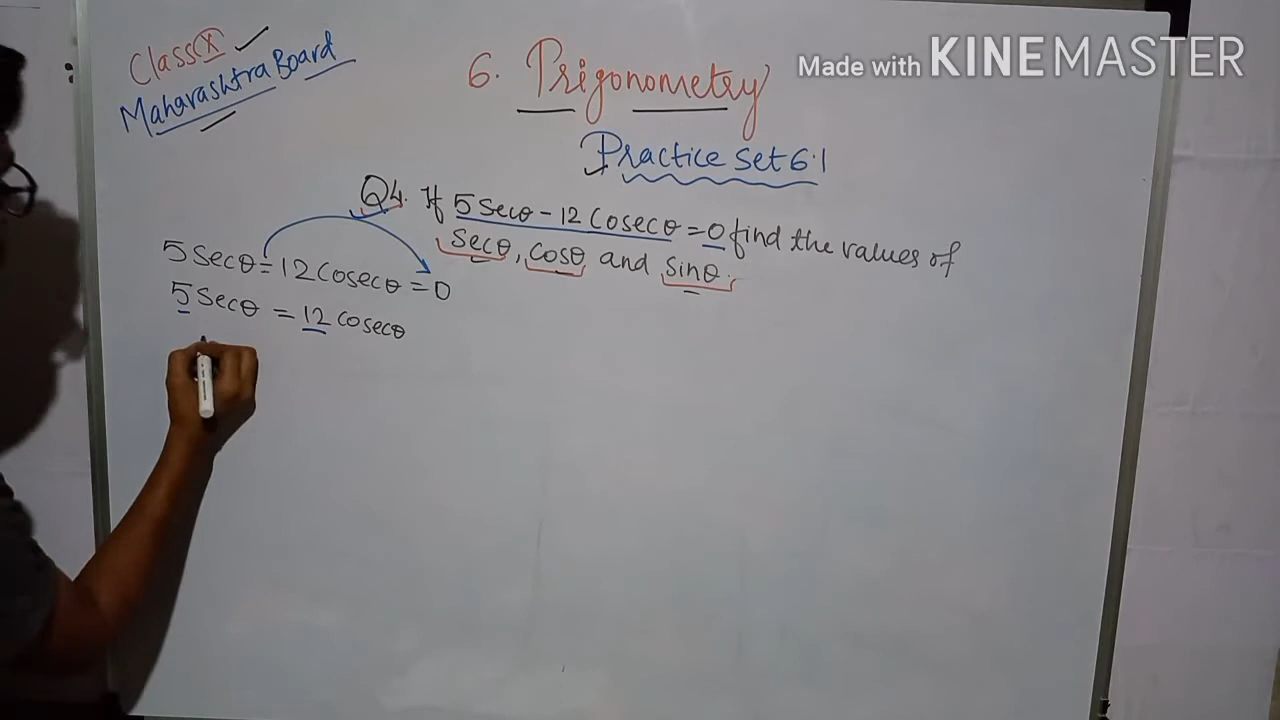 Class X
Maharashtra Board
Made with KINEMASTER
6. Trigonometry
Practice Set 6.1
Q4. If 5 Secθ - 12 Cosecθ = 0 find the values of
Secθ, cosθ and sinθ.
5 Secθ = 12 Cosecθ = 0
5 Secθ = 12 cosecθ